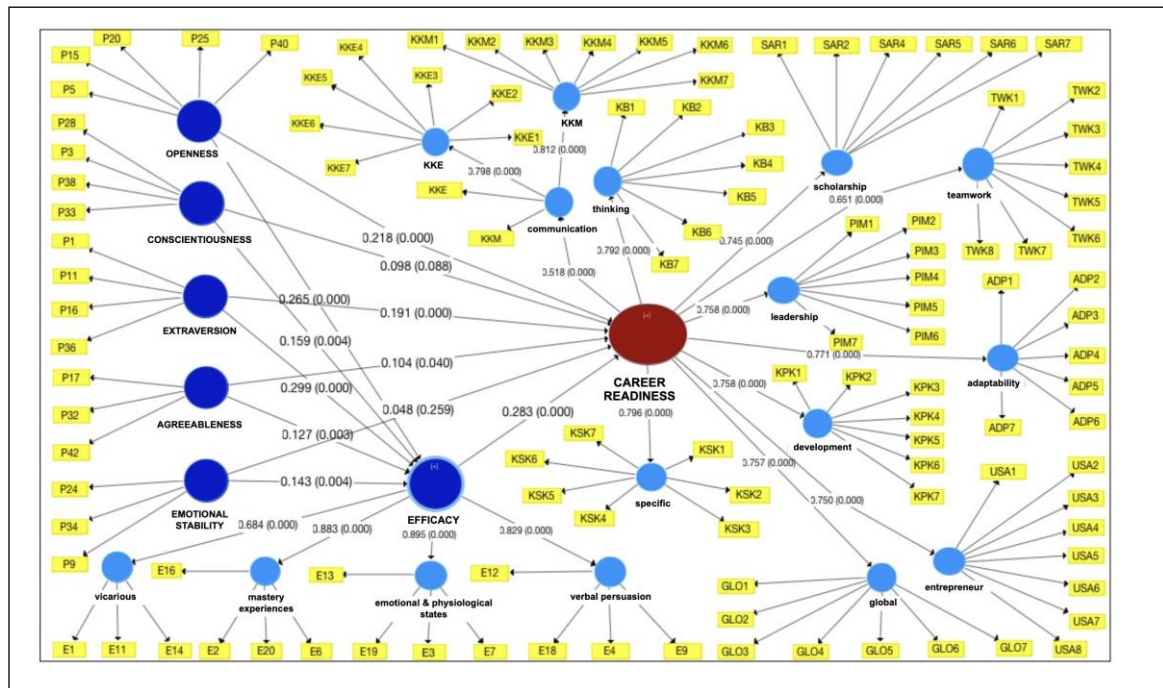 P20
P25
P40
P15
P5
P28
P3
P38
P33
P1
P11
P16
P36
P17
P32
P42
P24
P34
P9
OPENNESS
CONSCIENTIOUSNESS
EXTRAVERSION
AGREEABLENESS
EMOTIONAL
STABILITY
KKE4
KKE3
KKE5
KKE2
KKE6
KKE1
KKE7
KKE
KKM1
KKM2
KKM3
KKM4
KKM5
KKM6
KKM7
KKM
0.812 (0.000)
0.798 (0.000)
KKE
KKM
communication
0.518 (0.000)
KB1
KB2
KB3
KB4
KB5
KB6
KB7
thinking
0.792 (0.000)
SAR1
SAR2
SAR4
SAR5
SAR6
SAR7
scholarship
0.745 (0.000)
0.651 (0.000)
TWK1
TWK2
TWK3
TWK4
TWK5
TWK6
TWK7
TWK8
teamwork
PIM1
PIM2
PIM3
PIM4
PIM5
PIM6
PIM7
leadership
0.758 (0.000)
0.771 (0.000)
ADP1
ADP2
ADP3
ADP4
ADP5
ADP6
ADP7
adaptability
0.218 (0.000)
0.098 (0.088)
0.265 (0.000)
0.191 (0.000)
0.159 (0.004)
0.104 (0.040)
0.299 (0.000)
0.048 (0.259)
0.283 (0.000)
0.127 (0.003)
0.143 (0.004)
[+]
CAREER
READINESS
0.796 (0.000)
0.758 (0.000)
KPK1
KPK2
KPK3
KPK4
KPK5
KPK6
KPK7
development
0.757 (0.000)
0.750 (0.000)
KSK7
KSK6
KSK5
KSK4
KSK1
KSK2
KSK3
specific
[+]
EFFICACY
0.684 (0.000)
0.883 (0.000)
0.895 (0.000)
0.829 (0.000)
vicarious
E1
E11
E14
E16
mastery
experiences
E2
E20
E6
E13
emotional & physiological
states
E19
E3
E7
E12
verbal persuasion
E18
E4
E9
GLO1
GLO2
GLO3
GLO4
GLO5
GLO6
GLO7
global
USA1
USA2
USA3
USA4
USA5
USA6
USA7
USA8
entrepreneur